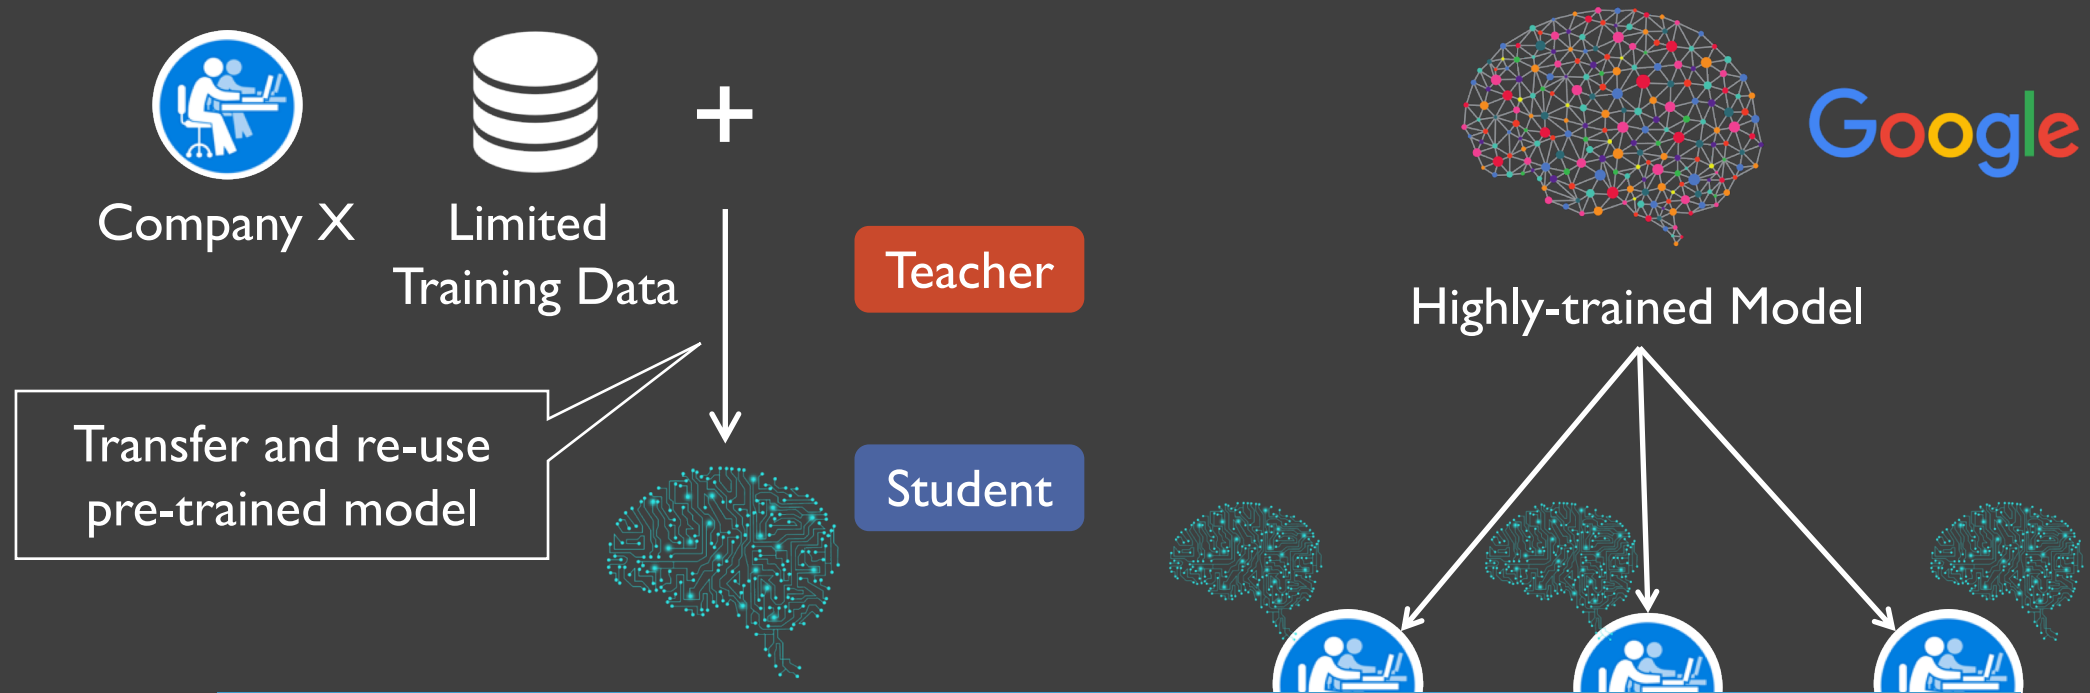 Company X
Limited
Training Data
+
Teacher
Transfer and re-use
pre-trained model
Student
Google
Highly-trained Model